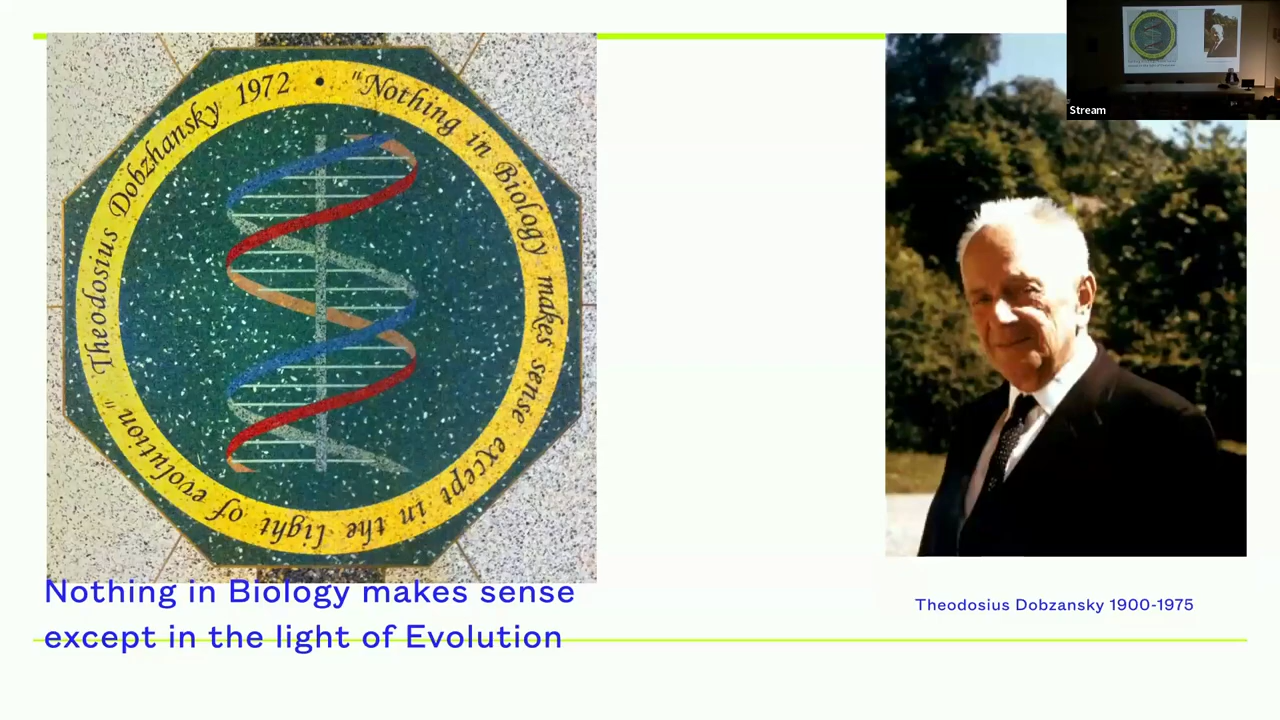 "Nothing in Biology makes sense except in the light of evolution" Theodosius Dobzhansky 1972 •
Stream
Nothing in Biology makes sense
except in the light of Evolution
Theodosius Dobzansky 1900-1975